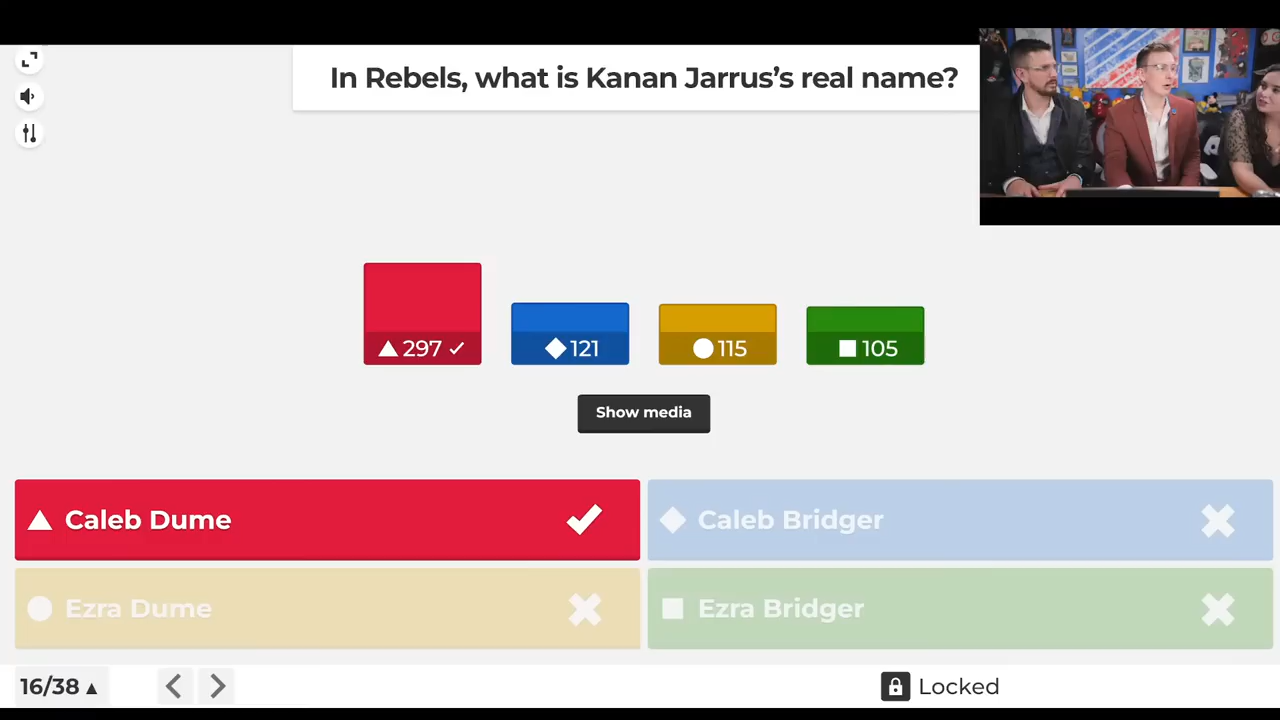 In Rebels, what is Kanan Jarrus's real name?
297
121
115
105
Show media
Caleb Dume
Caleb Bridger
Ezra Dume
Ezra Bridger
16/38
Locked